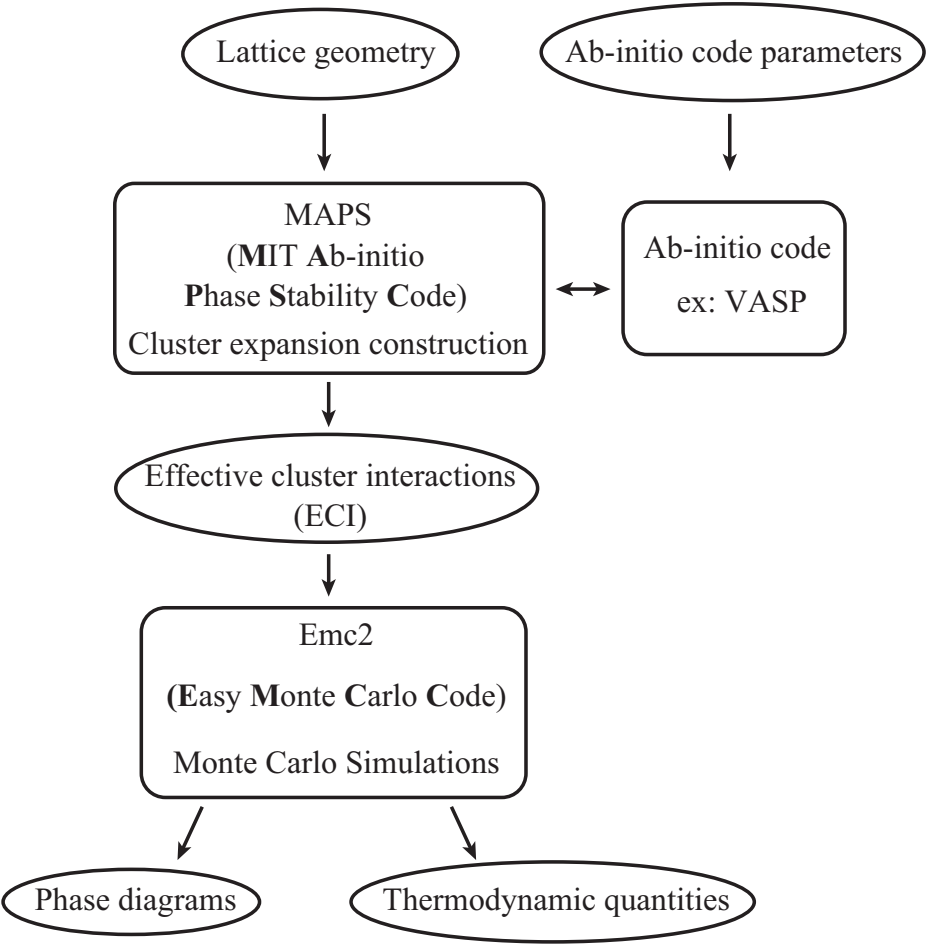 Lattice geometry
Ab-initio code parameters
MAPS
(MIT Ab-initio
Phase Stability Code)
Cluster expansion construction
Ab-initio code
ex: VASP
Effective cluster interactions
(ECI)
Emc2
(Easy Monte Carlo Code)
Monte Carlo Simulations
Phase diagrams
Thermodynamic quantities